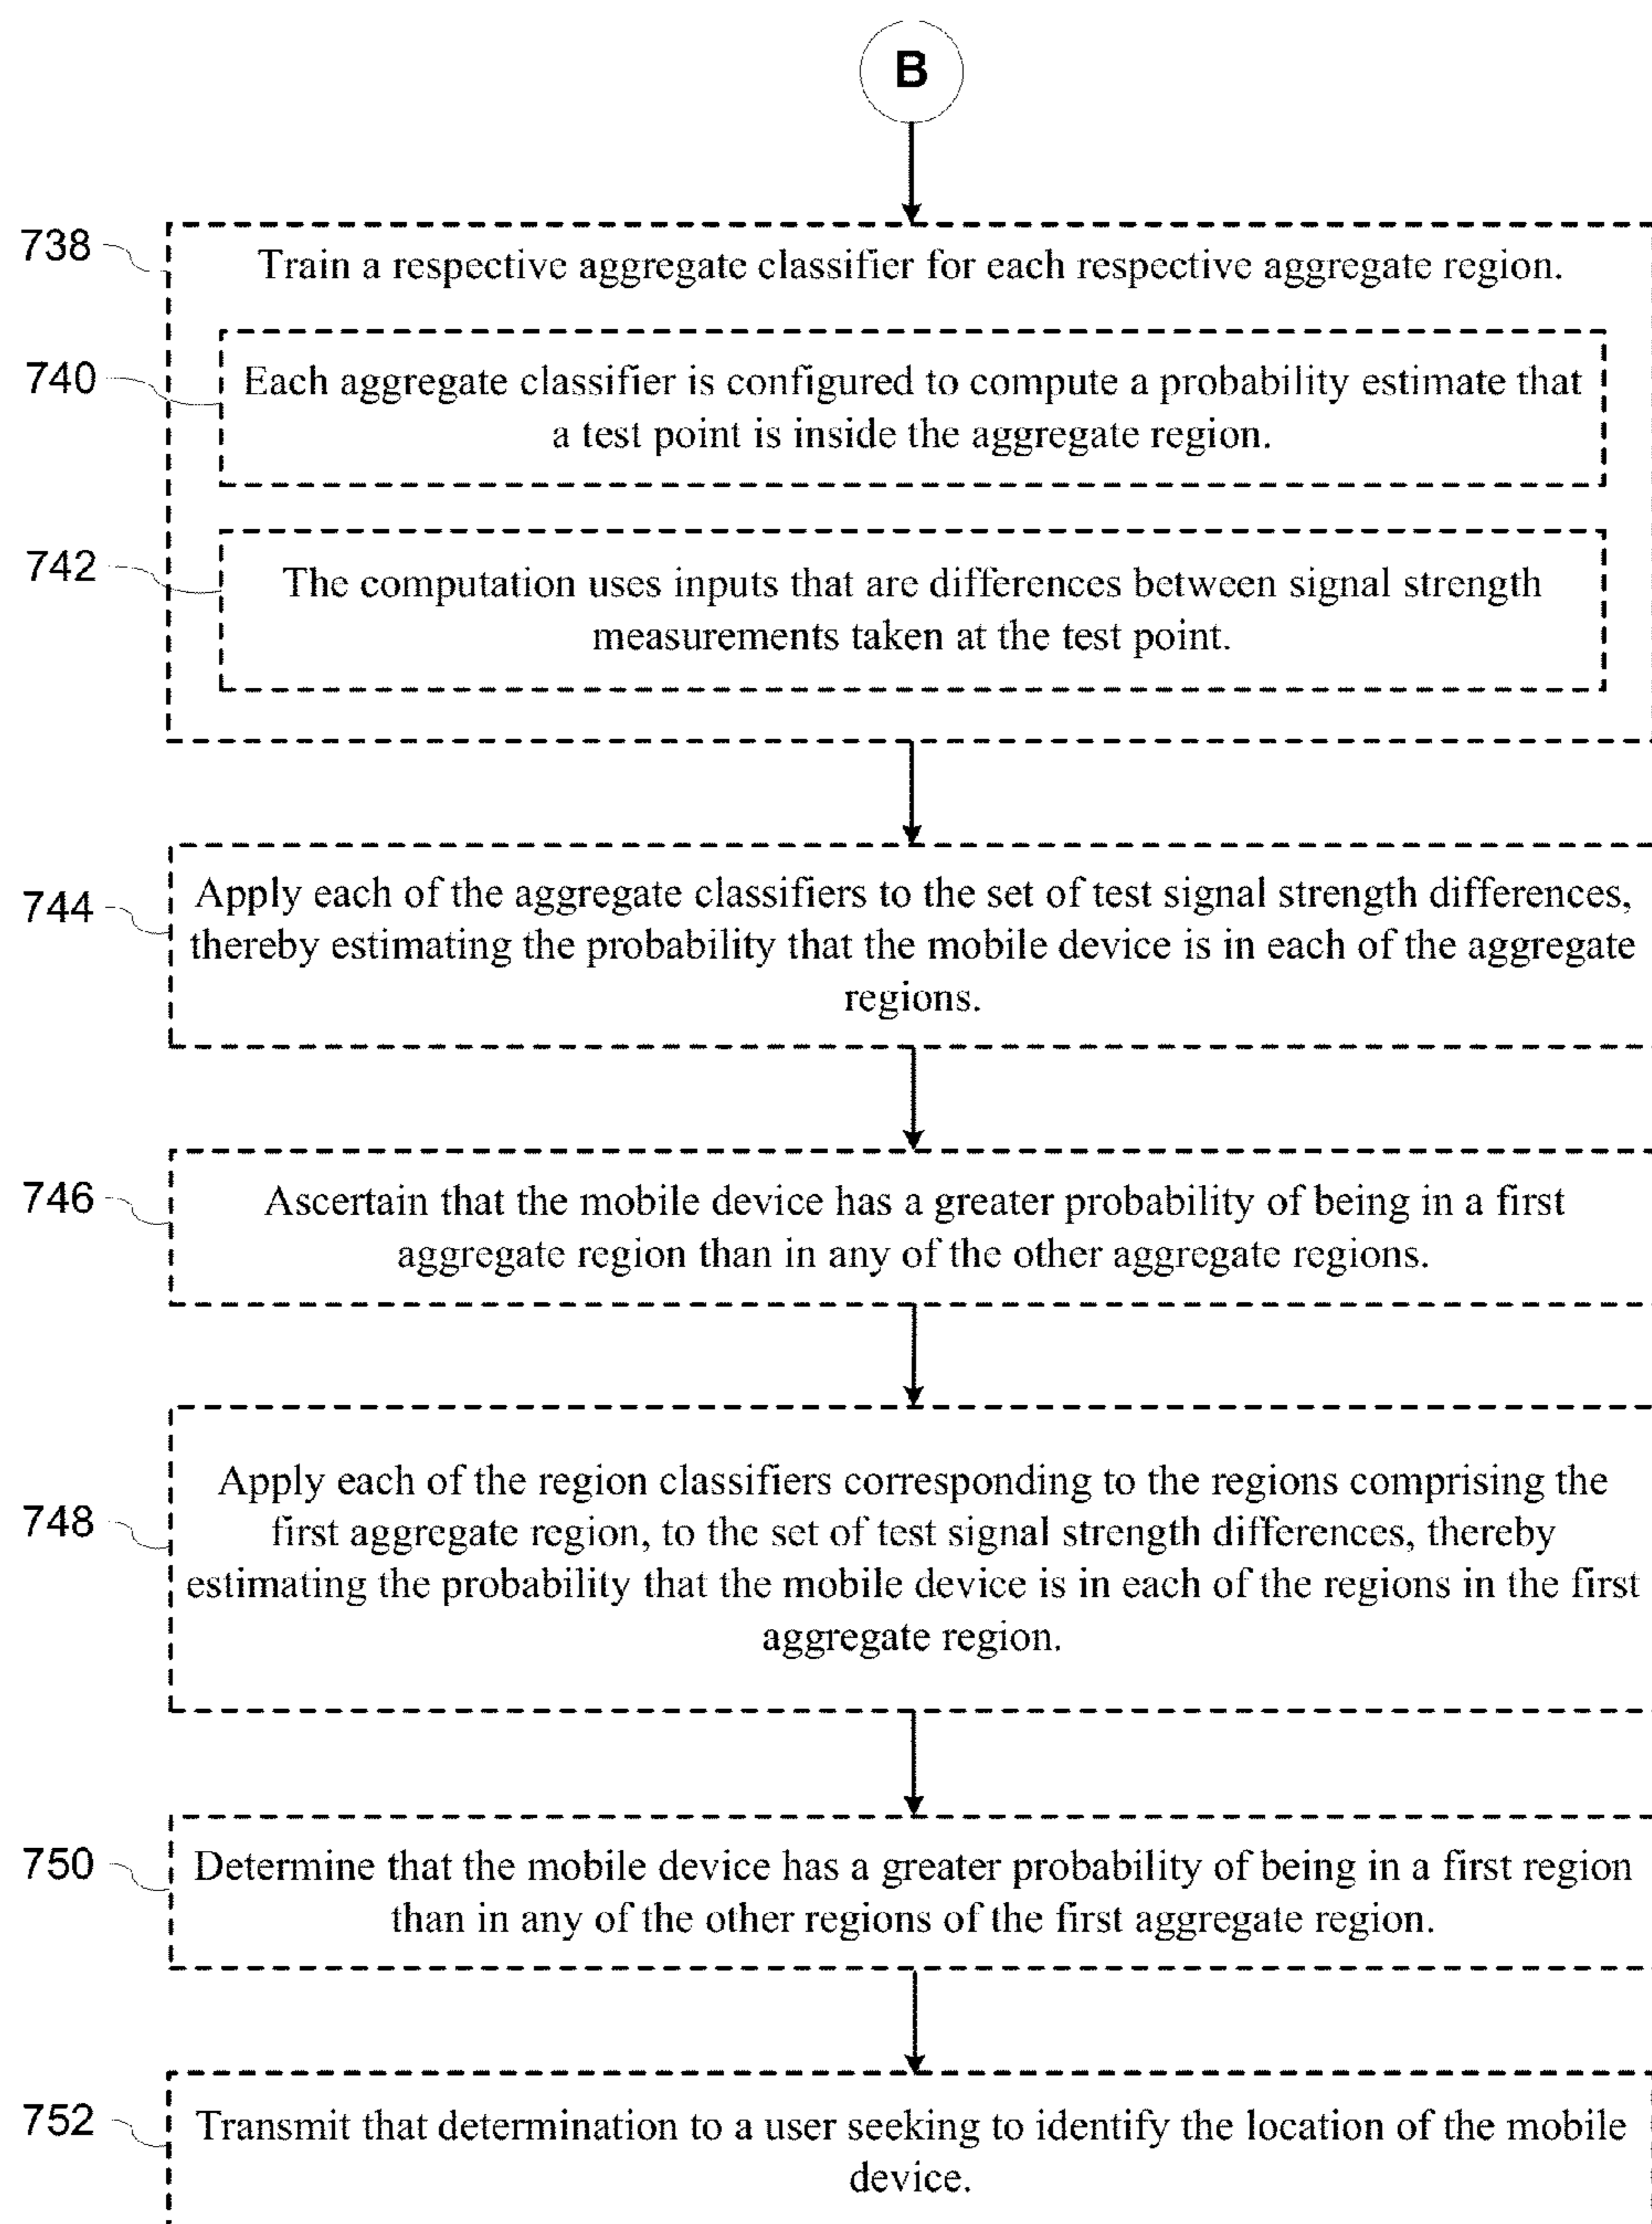 B
738
Train a respective aggregate classifier for each respective aggregate region.
740
Each aggregate classifier is configured to compute a probability estimate that
a test point is inside the aggregate region.
742
The computation uses inputs that are differences between signal strength
measurements taken at the test point.
744
Apply each of the aggregate classifiers to the set of test signal strength differences,
thereby estimating the probability that the mobile device is in each of the aggregate
regions.
746
Ascertain that the mobile device has a greater probability of being in a first
aggregate region than in any of the other aggregate regions.
748
Apply each of the region classifiers corresponding to the regions comprising the
first aggregate region, to the set of test signal strength differences, thereby
estimating the probability that the mobile device is in each of the regions in the first
aggregate region.
750
Determine that the mobile device has a greater probability of being in a first region
than in any of the other regions of the first aggregate region.
752
Transmit that determination to a user seeking to identify the location of the mobile
device.